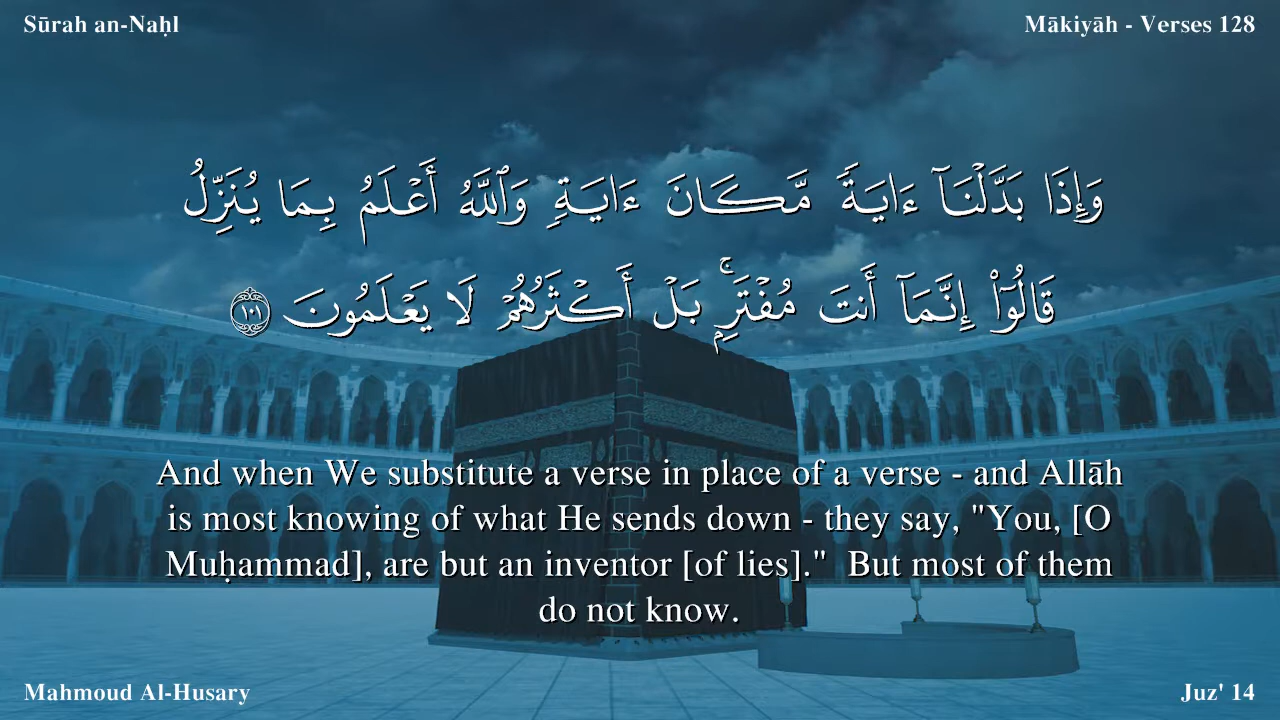 Sūrah an-Naḥl
Mākiyāh - Verses 128
وَإِذَا بَدَّلْنَآ ءَايَةً مَّكَانَ ءَايَةٍ وَٱللَّهُ أَعْلَمُ بِمَا يُنَزِّلُ
قَالُوٓا۟ إِنَّمَآ أَنتَ مُفْتَرٍۭ ۚ بَلْ أَكْثَرُهُمْ لَا يَعْلَمُونَ ١٠١
And when We substitute a verse in place of a verse - and Allāh
is most knowing of what He sends down - they say, "You, [O
Muḥammad], are but an inventor [of lies]."  But most of them
do not know.
Mahmoud Al-Husary
Juz' 14